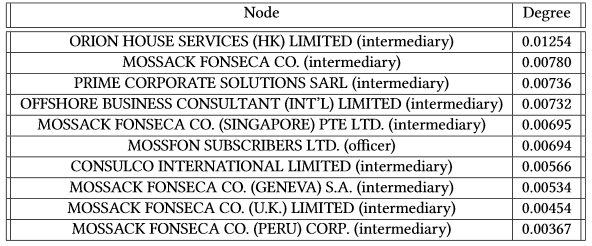 Node Degree
ORION HOUSE SERVICES (HK) LIMITED (intermediary) 0.01254
MOSSACK FONSECA CO. (intermediary) 0.00780
PRIME CORPORATE SOLUTIONS SARL (intermediary) 0.00736
OFFSHORE BUSINESS CONSULTANT (INT'L) LIMITED (intermediary) 0.00732
MOSSACK FONSECA CO. (SINGAPORE) PTE LTD. (intermediary) 0.00695
MOSSFON SUBSCRIBERS LTD. (officer) 0.00694
CONSULCO INTERNATIONAL LIMITED (intermediary) 0.00566
MOSSACK FONSECA CO. (GENEVA) S.A. (intermediary) 0.00534
MOSSACK FONSECA CO. (U.K.) LIMITED (intermediary) 0.00454
MOSSACK FONSECA CO. (PERU) CORP. (intermediary) 0.00367